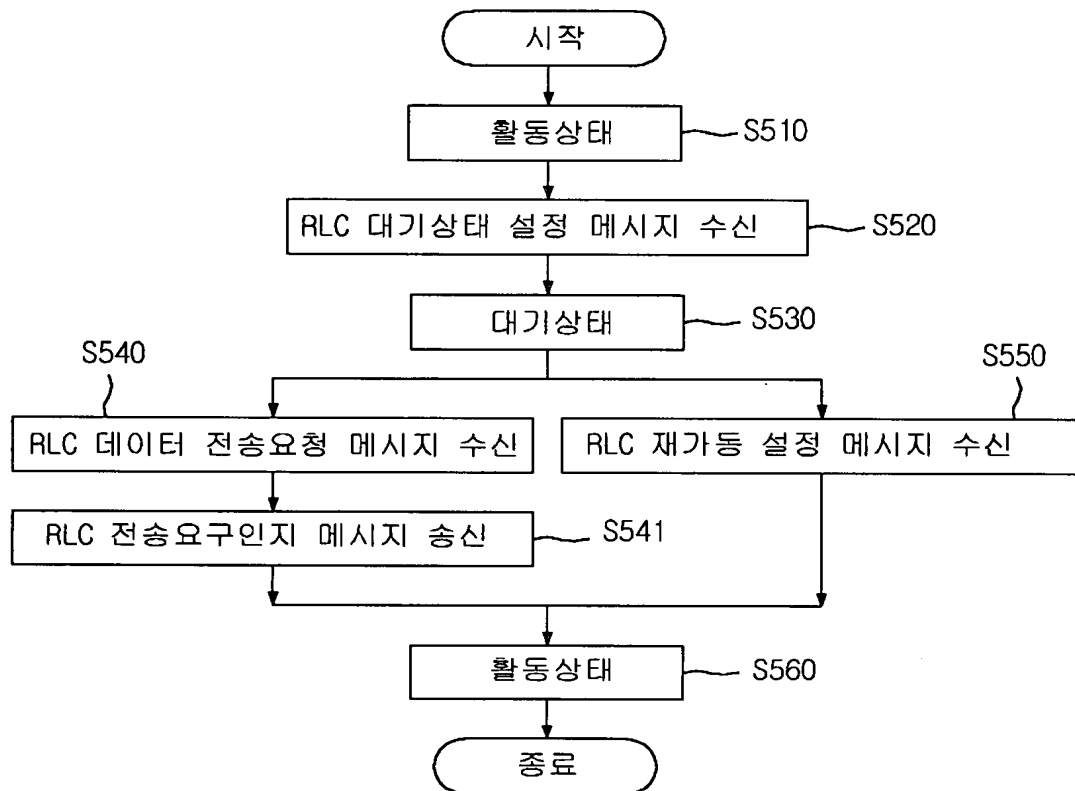 시작
활동상태
S510
RLC 대기상태 설정 메시지 수신
S520
대기상태
S530
S540
S550
RLC 데이터 전송요청 메시지 수신
RLC 재가동 설정 메시지 수신
RLC 전송요구인지 메시지 송신
S541
활동상태
S560
종료